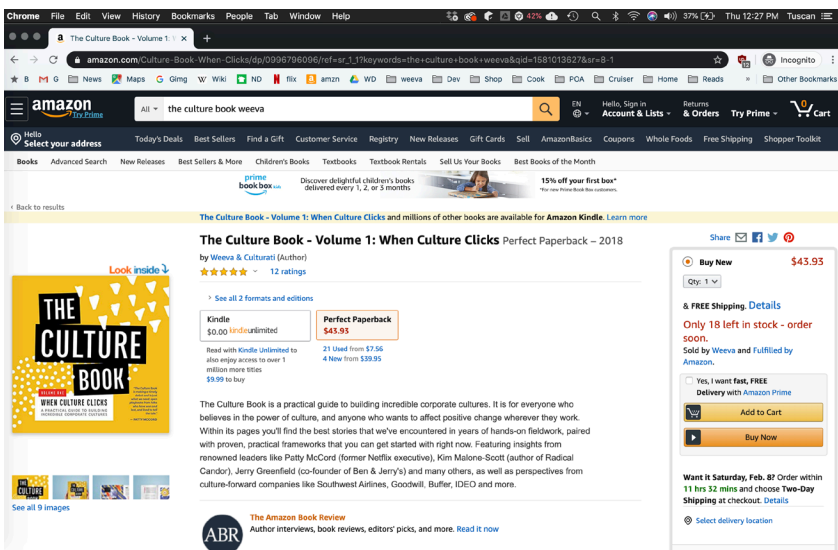 Chrome File Edit View History Bookmarks People Tab Window Help 42% 37% Thu 12:27 PM Tuscan
The Culture Book - Volume 1: W
amazon.com/Culture-Book-When-Clicks/dp/0996796096/ref=sr_1_1?keywords=the+culture+book+weeva&qid=1581013627&sr=8-1 Incognito
B M G News Maps G Gimg W Wiki ND N flix amzn WD weeva Dev Shop Cook POA Cruiser Home Reads » Other Bookmarks
amazon Try Prime All the culture book weeva EN Hello, Sign in Account & Lists Returns & Orders Try Prime 0 Cart
Hello
Select your address Today's Deals Best Sellers Find a Gift Customer Service Registry New Releases Gift Cards Sell AmazonBasics Coupons Whole Foods Free Shipping Shopper Toolkit
Books Advanced Search New Releases Best Sellers & More Children's Books Textbooks Textbook Rentals Sell Us Your Books Best Books of the Month
prime book box KIDS Discover delightful children's books delivered every 1, 2, or 3 months 15% off your first box*
*For new Prime Book Box customers.
‹ Back to results
The Culture Book - Volume 1: When Culture Clicks and millions of other books are available for Amazon Kindle. Learn more
The Culture Book - Volume 1: When Culture Clicks Perfect Paperback – 2018
by Weeva & Culturati (Author)
12 ratings
› See all 2 formats and editions
Kindle
$0.00 kindleunlimited
Perfect Paperback
$43.93
Read with Kindle Unlimited to
also enjoy access to over 1
million more titles
$9.99 to buy
21 Used from $7.56
4 New from $39.95
The Culture Book is a practical guide to building incredible corporate cultures. It is for everyone who
believes in the power of culture, and anyone who wants to affect positive change wherever they work.
Within its pages you'll find the best stories that we've encountered in years of hands-on fieldwork, paired
with proven, practical frameworks that you can get started with right now. Featuring insights from
renowned leaders like Patty McCord (former Netflix executive), Kim Malone-Scott (author of Radical
Candor), Jerry Greenfield (co-founder of Ben & Jerry's) and many others, as well as perspectives from
culture-forward companies like Southwest Airlines, Goodwill, Buffer, IDEO and more.
ABR
The Amazon Book Review
Author interviews, book reviews, editors' picks, and more. Read it now
Look inside
THE
CULTURE
BOOK
VOLUME ONE
WHEN CULTURE CLICKS
A PRACTICAL GUIDE TO BUILDING
INCREDIBLE CORPORATE CULTURES
THE
CULTURE
See all 9 images
Share
Buy New $43.93
Qty: 1
& FREE Shipping. Details
Only 18 left in stock - order
soon.
Sold by Weeva and Fulfilled by
Amazon.
Yes, I want fast, FREE
Delivery with Amazon Prime
Add to Cart
Buy Now
Want it Saturday, Feb. 8? Order within
11 hrs 32 mins and choose Two-Day
Shipping at checkout. Details
Select delivery location